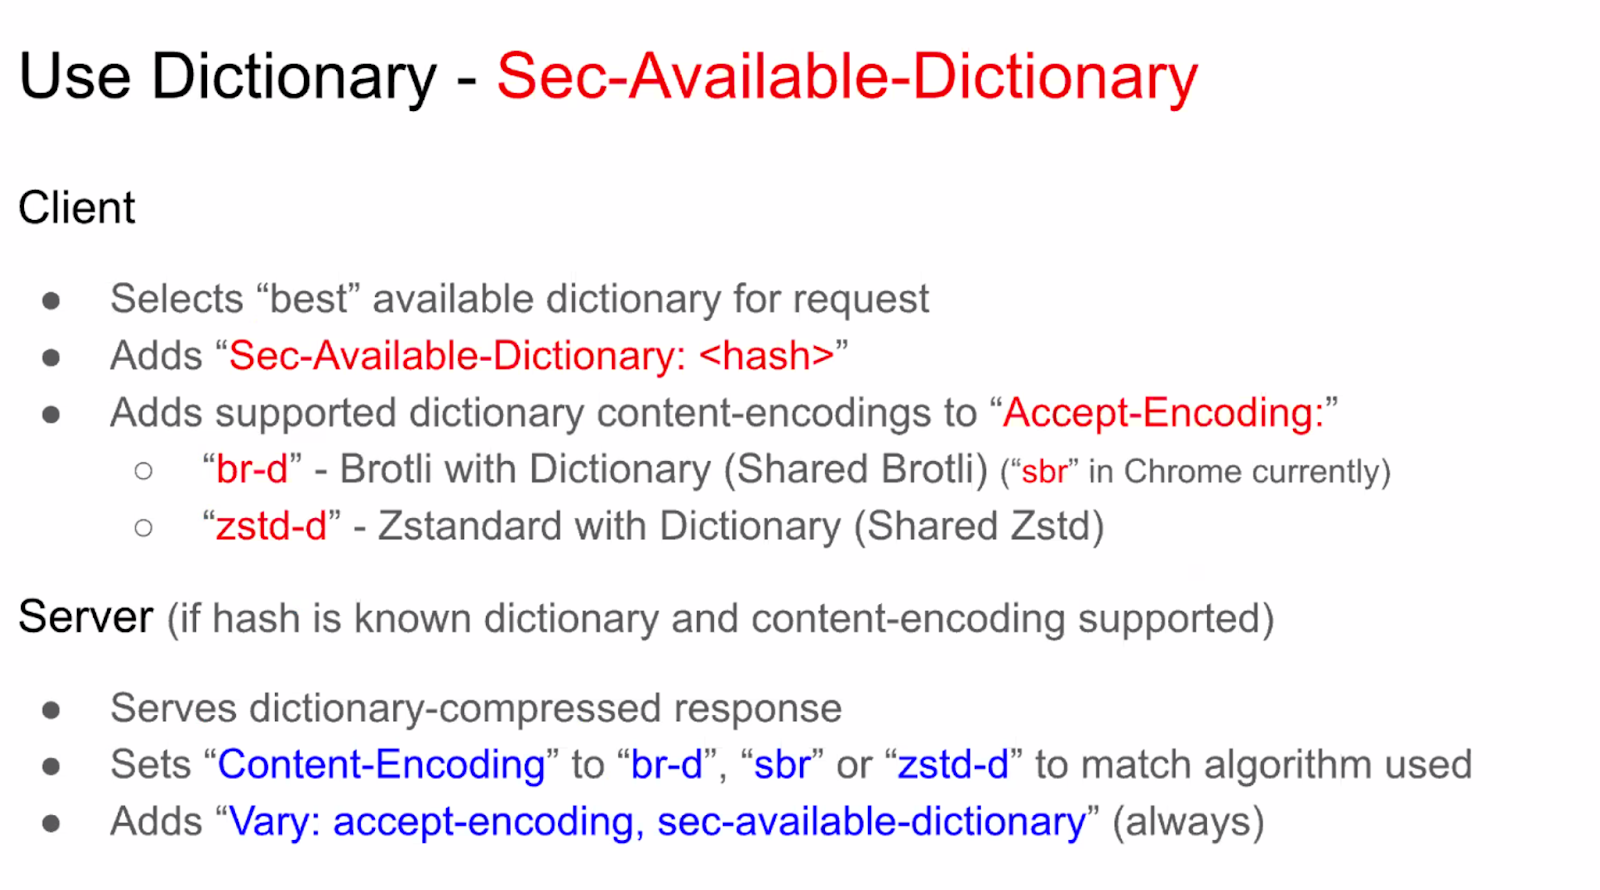 Use Dictionary - Sec-Available-Dictionary
Client
● Selects “best” available dictionary for request
● Adds “Sec-Available-Dictionary: <hash>”
● Adds supported dictionary content-encodings to “Accept-Encoding:”
○ “br-d” - Brotli with Dictionary (Shared Brotli) (“sbr” in Chrome currently)
○ “zstd-d” - Zstandard with Dictionary (Shared Zstd)
Server (if hash is known dictionary and content-encoding supported)
● Serves dictionary-compressed response
● Sets “Content-Encoding” to “br-d”, “sbr” or “zstd-d” to match algorithm used
● Adds “Vary: accept-encoding, sec-available-dictionary” (always)